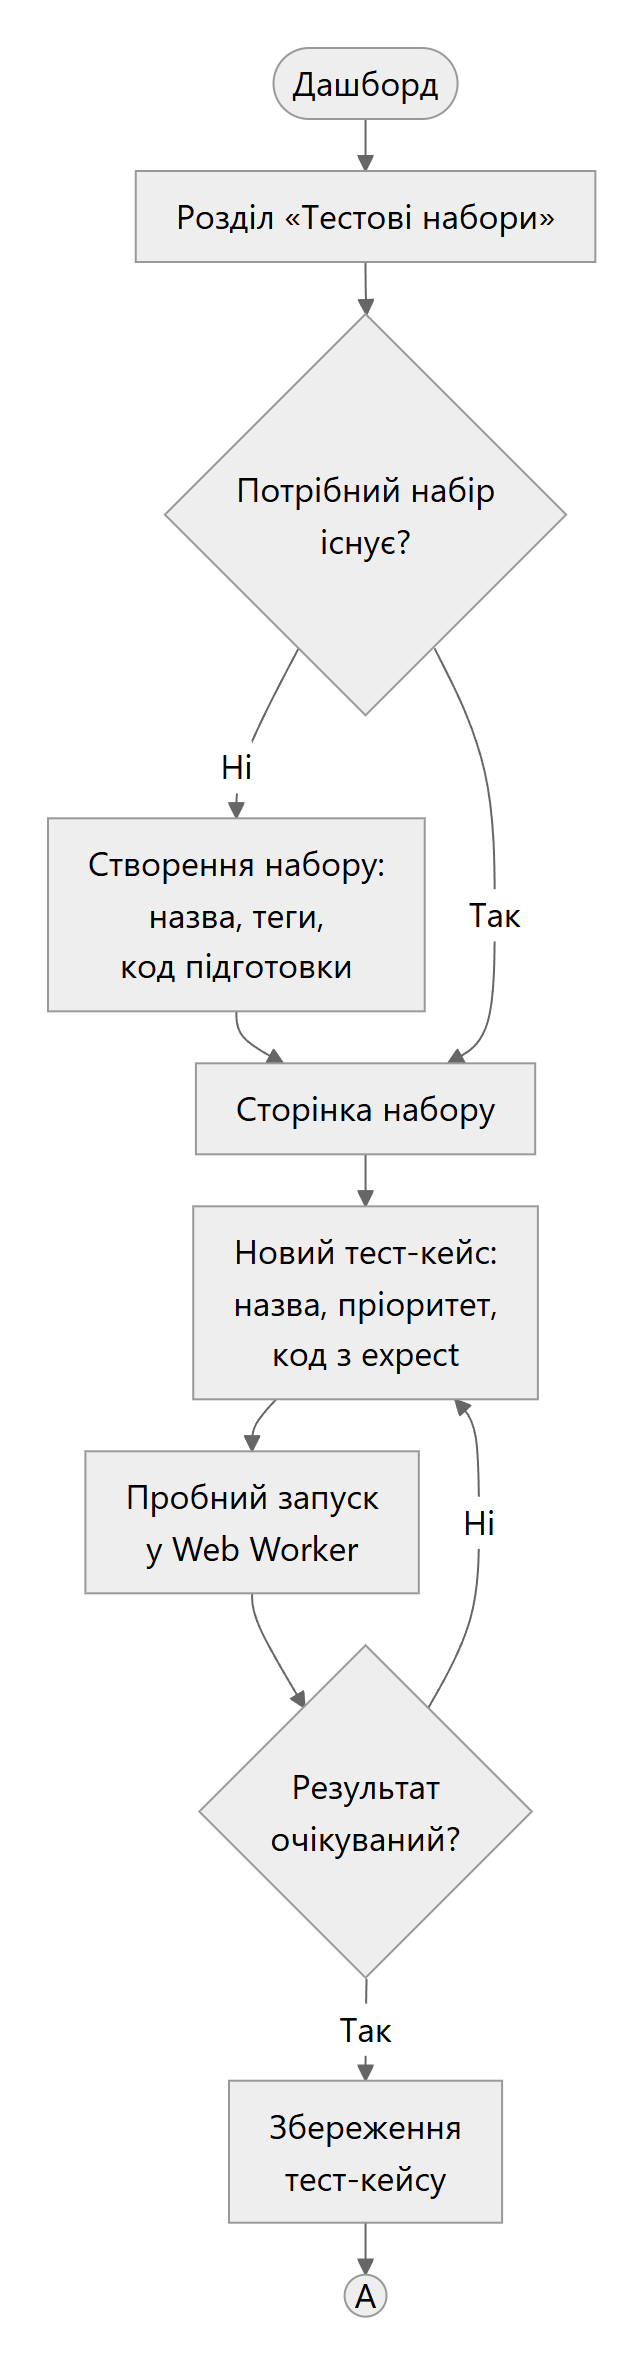 Дашборд
Розділ «Тестові набори»
Потрібний набір
існує?
Ні
Створення набору:
назва, теги,
код підготовки
Так
Сторінка набору
Новий тест-кейс:
назва, пріоритет,
код з expect
Пробний запуск
у Web Worker
Ні
Результат
очікуваний?
Так
Збереження
тест-кейсу
А